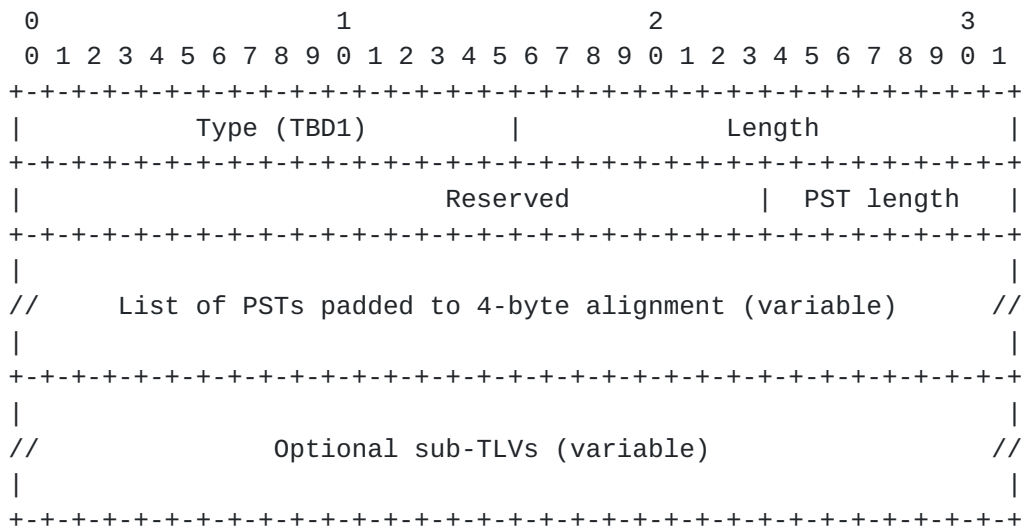 0                   1                   2                   3
 0 1 2 3 4 5 6 7 8 9 0 1 2 3 4 5 6 7 8 9 0 1 2 3 4 5 6 7 8 9 0 1
+-+-+-+-+-+-+-+-+-+-+-+-+-+-+-+-+-+-+-+-+-+-+-+-+-+-+-+-+-+-+-+-+
|           Type (TBD1)         |             Length            |
+-+-+-+-+-+-+-+-+-+-+-+-+-+-+-+-+-+-+-+-+-+-+-+-+-+-+-+-+-+-+-+-+
|                           Reserved            |  PST length   |
+-+-+-+-+-+-+-+-+-+-+-+-+-+-+-+-+-+-+-+-+-+-+-+-+-+-+-+-+-+-+-+-+
|                                                               |
//     List of PSTs padded to 4-byte alignment (variable)      //
|                                                               |
+-+-+-+-+-+-+-+-+-+-+-+-+-+-+-+-+-+-+-+-+-+-+-+-+-+-+-+-+-+-+-+-+
|                                                               |
//               Optional sub-TLVs (variable)                  //
|                                                               |
+-+-+-+-+-+-+-+-+-+-+-+-+-+-+-+-+-+-+-+-+-+-+-+-+-+-+-+-+-+-+-+-+